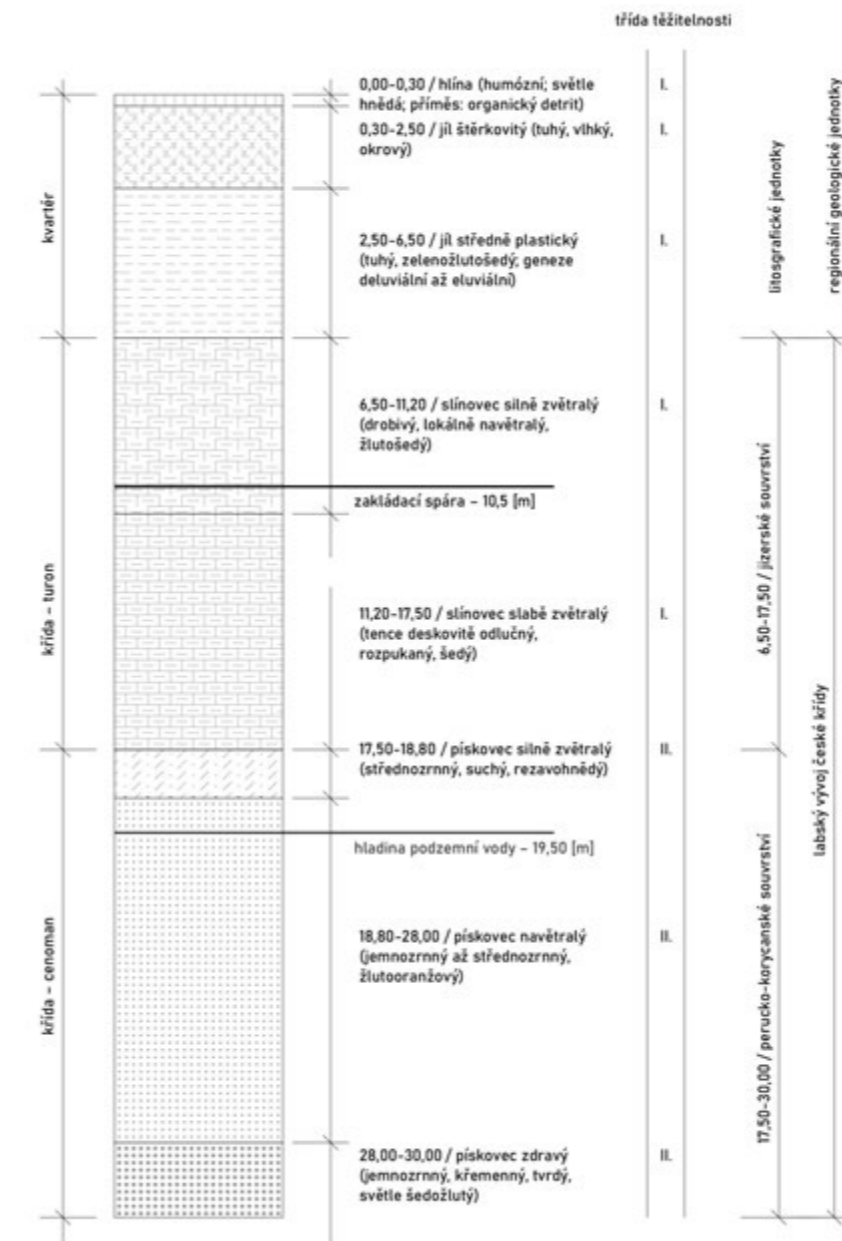 třída těžitelnosti
0,00-0,30 / hlína (humózní; světle
hnědá; příměs: organický detrit)
I.
0,30-2,50 / jíl štěrkovitý (tuhý, vlhký,
okrový)
I.
2,50-6,50 / jíl středně plastický
(tuhý, zelenožlutošedý; geneze
deluviální až eluviální)
I.
6,50-11,20 / slínovec silně zvětralý
(drobivý, lokálně navětralý,
žlutošedý)
I.
zakládací spára – 10,5 [m]
11,20-17,50 / slínovec slabě zvětralý
(tence deskovitě odlučný,
rozpukaný, šedý)
I.
17,50-18,80 / pískovec silně zvětralý
(střednozrnný, suchý, rezavohnědý)
II.
hladina podzemní vody – 19,50 [m]
18,80-28,00 / pískovec navětralý
(jemnozrnný až střednozrnný,
žlutooranžový)
II.
28,00-30,00 / pískovec zdravý
(jemnozrnný, křemenný, tvrdý,
světle šedožlutý)
II.
kvartér
křída – turon
křída – cenoman
litosgrafické jednotky
6,50-17,50 / jizerské souvrství
17,50-30,00 / perucko-korycanské souvrství
regionální geologické jednotky
labský vývoj české křídy